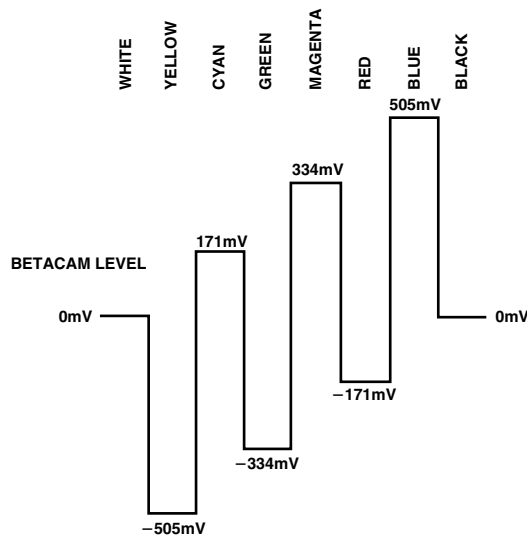 WHITE
YELLOW
CYAN
GREEN
MAGENTA
RED
BLUE
BLACK
505mV
334mV
171mV
BETACAM LEVEL
0mV
0mV
−171mV
−334mV
−505mV